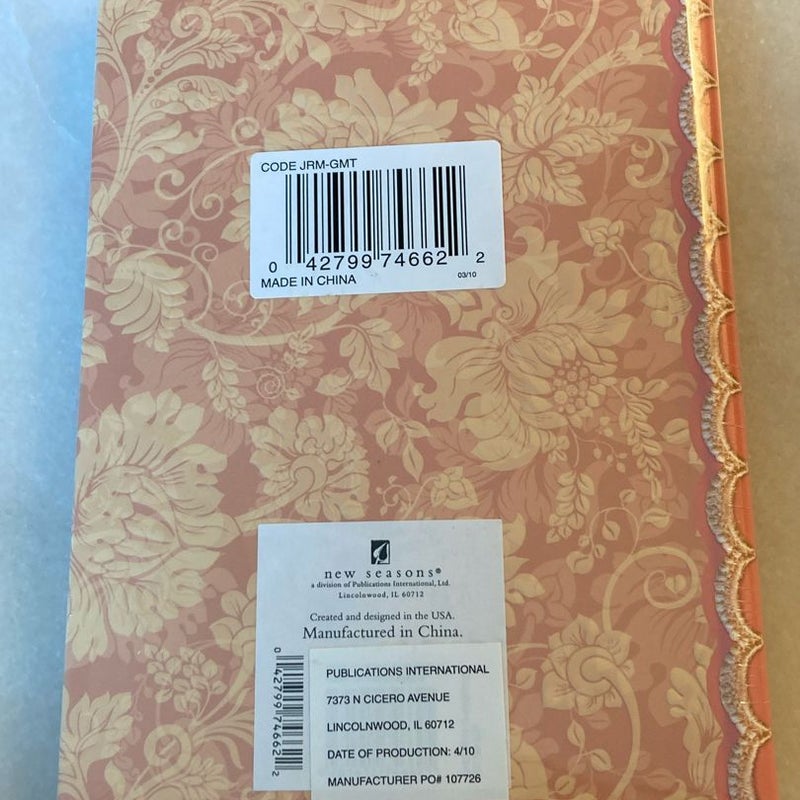 CODE JRM-GMT
0 42799 74662 2
MADE IN CHINA 03/10
new seasons®
a division of Publications International, Ltd.
Lincolnwood, IL 60712
Created and designed in the USA.
Manufactured in China.
0 42799 74662 2
PUBLICATIONS INTERNATIONAL
7373 N CICERO AVENUE
LINCOLNWOOD, IL 60712
DATE OF PRODUCTION: 4/10
MANUFACTURER PO# 107726